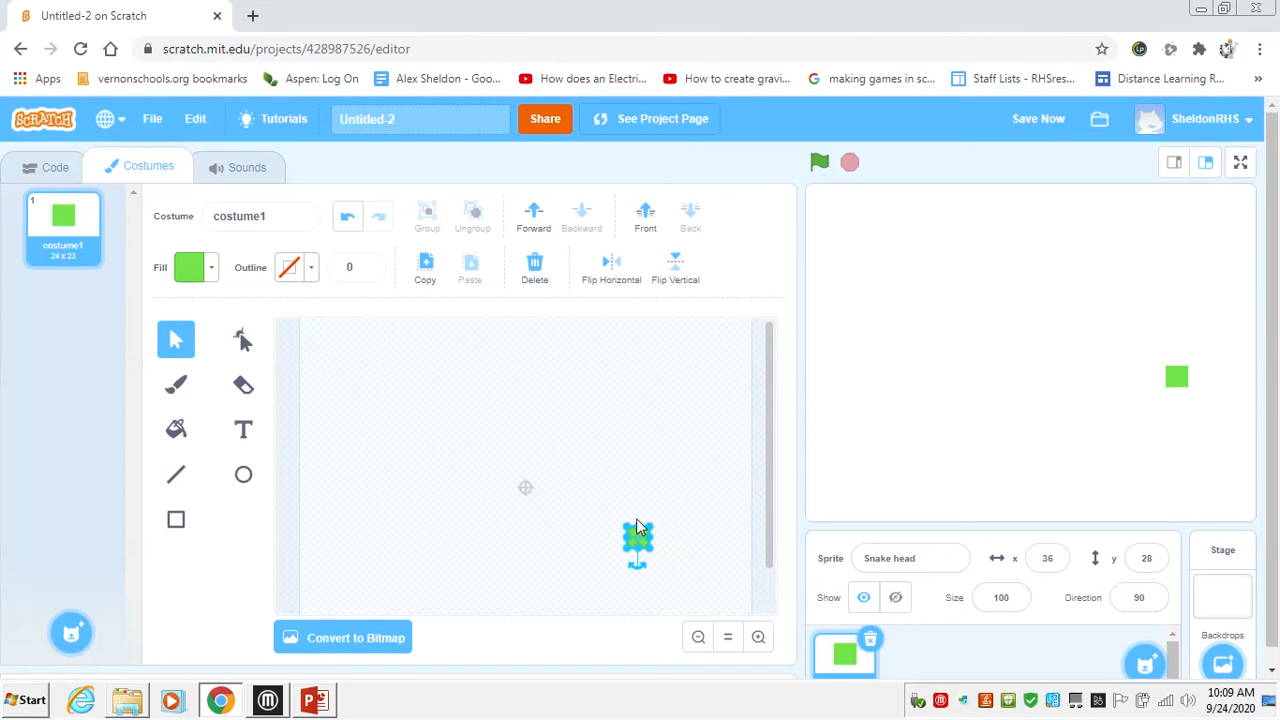 Untitled-2 on Scratch
scratch.mit.edu/projects/428987526/editor
Apps
vernonschools.org bookmarks
Aspen: Log On
Alex Sheldon - Goo...
How does an Electri...
How to create gravi...
making games in sc...
Staff Lists - RHSres...
Distance Learning R...
SCRATCH
File
Edit
Tutorials
Untitled-2
Share
See Project Page
Save Now
SheldonRHS
Code
Costumes
Sounds
1
costume1
24 x 23
Costume
costume1
Group
Ungroup
Forward
Backward
Front
Back
Fill
Outline
0
Copy
Paste
Delete
Flip Horizontal
Flip Vertical
T
Convert to Bitmap
Sprite
Snake head
x
36
y
28
Show
Size
100
Direction
90
Stage
Backdrops
Start
10:09 AM
9/24/2020